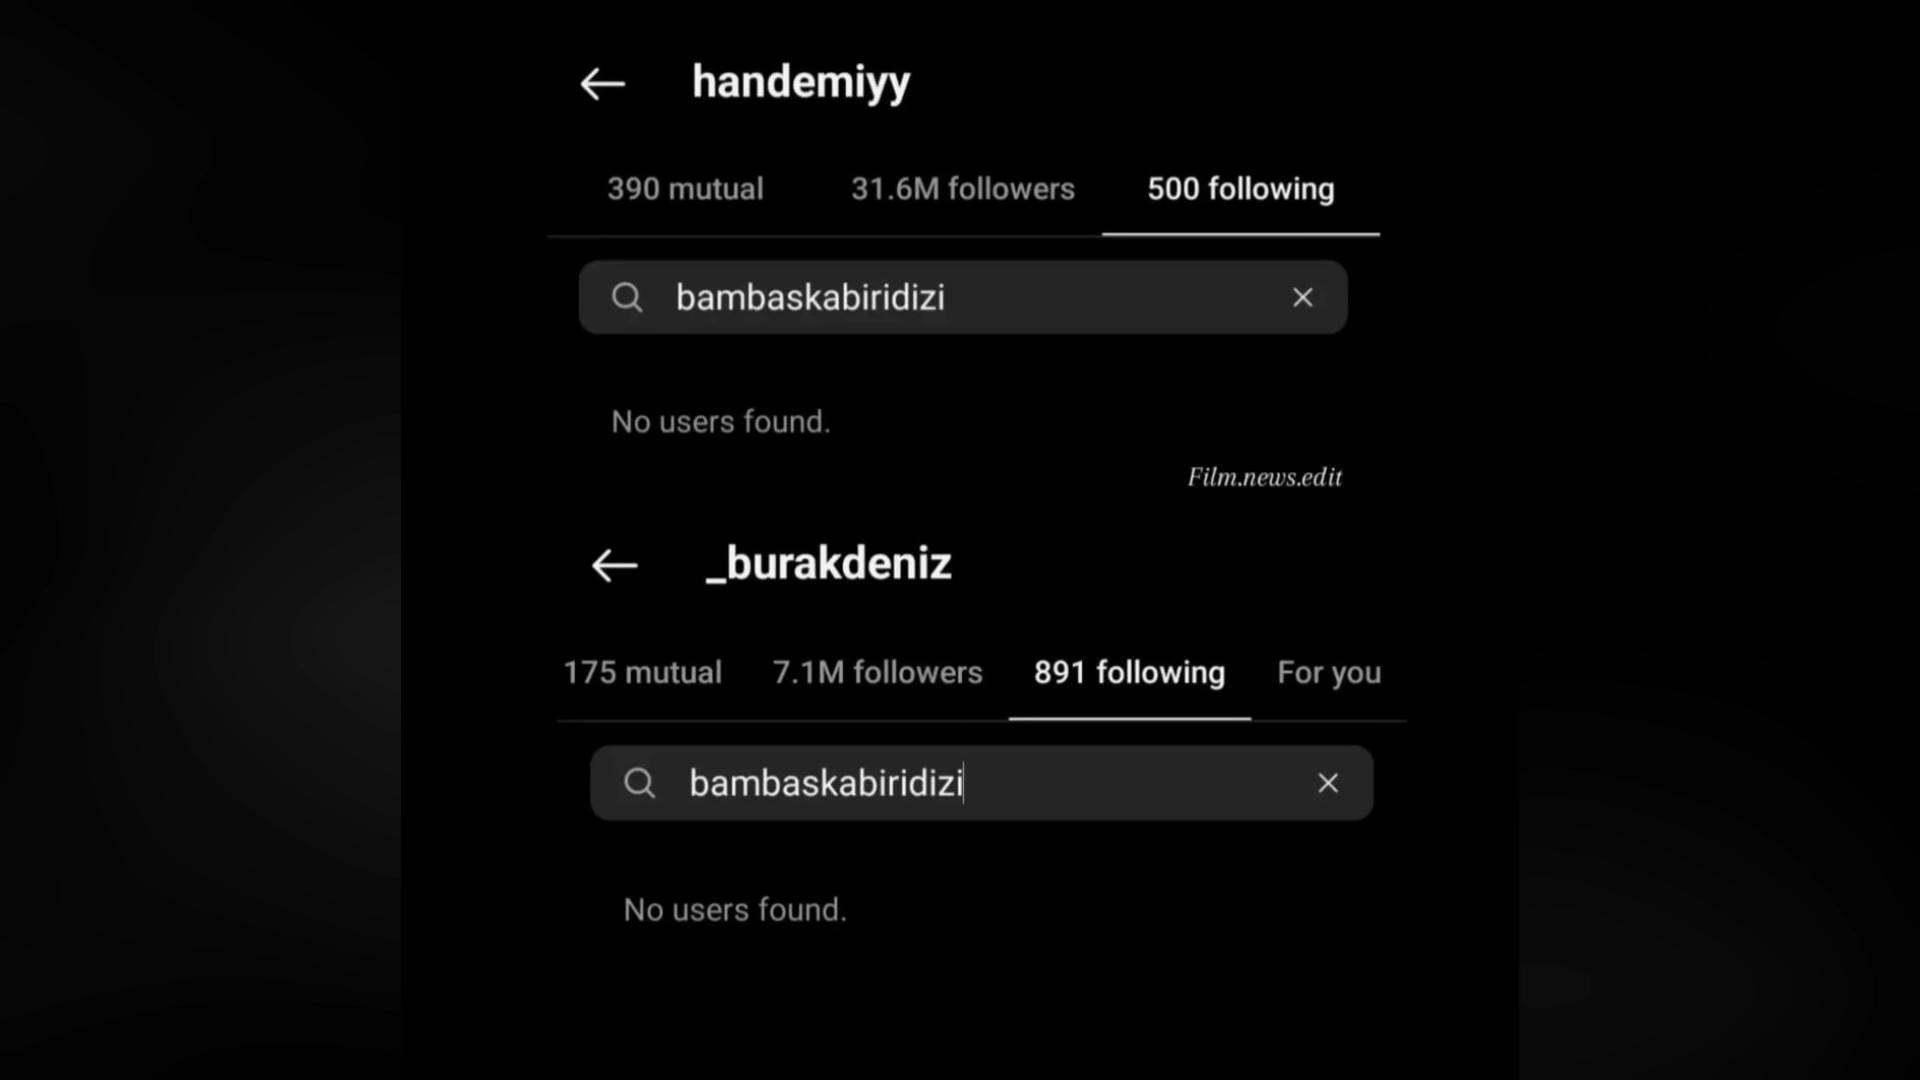 handemiyy
390 mutual 31.6M followers 500 following
bambaskabiridizi
No users found.
Film.news.edit
_burakdeniz
175 mutual 7.1M followers 891 following For you
bambaskabiridizi
No users found.